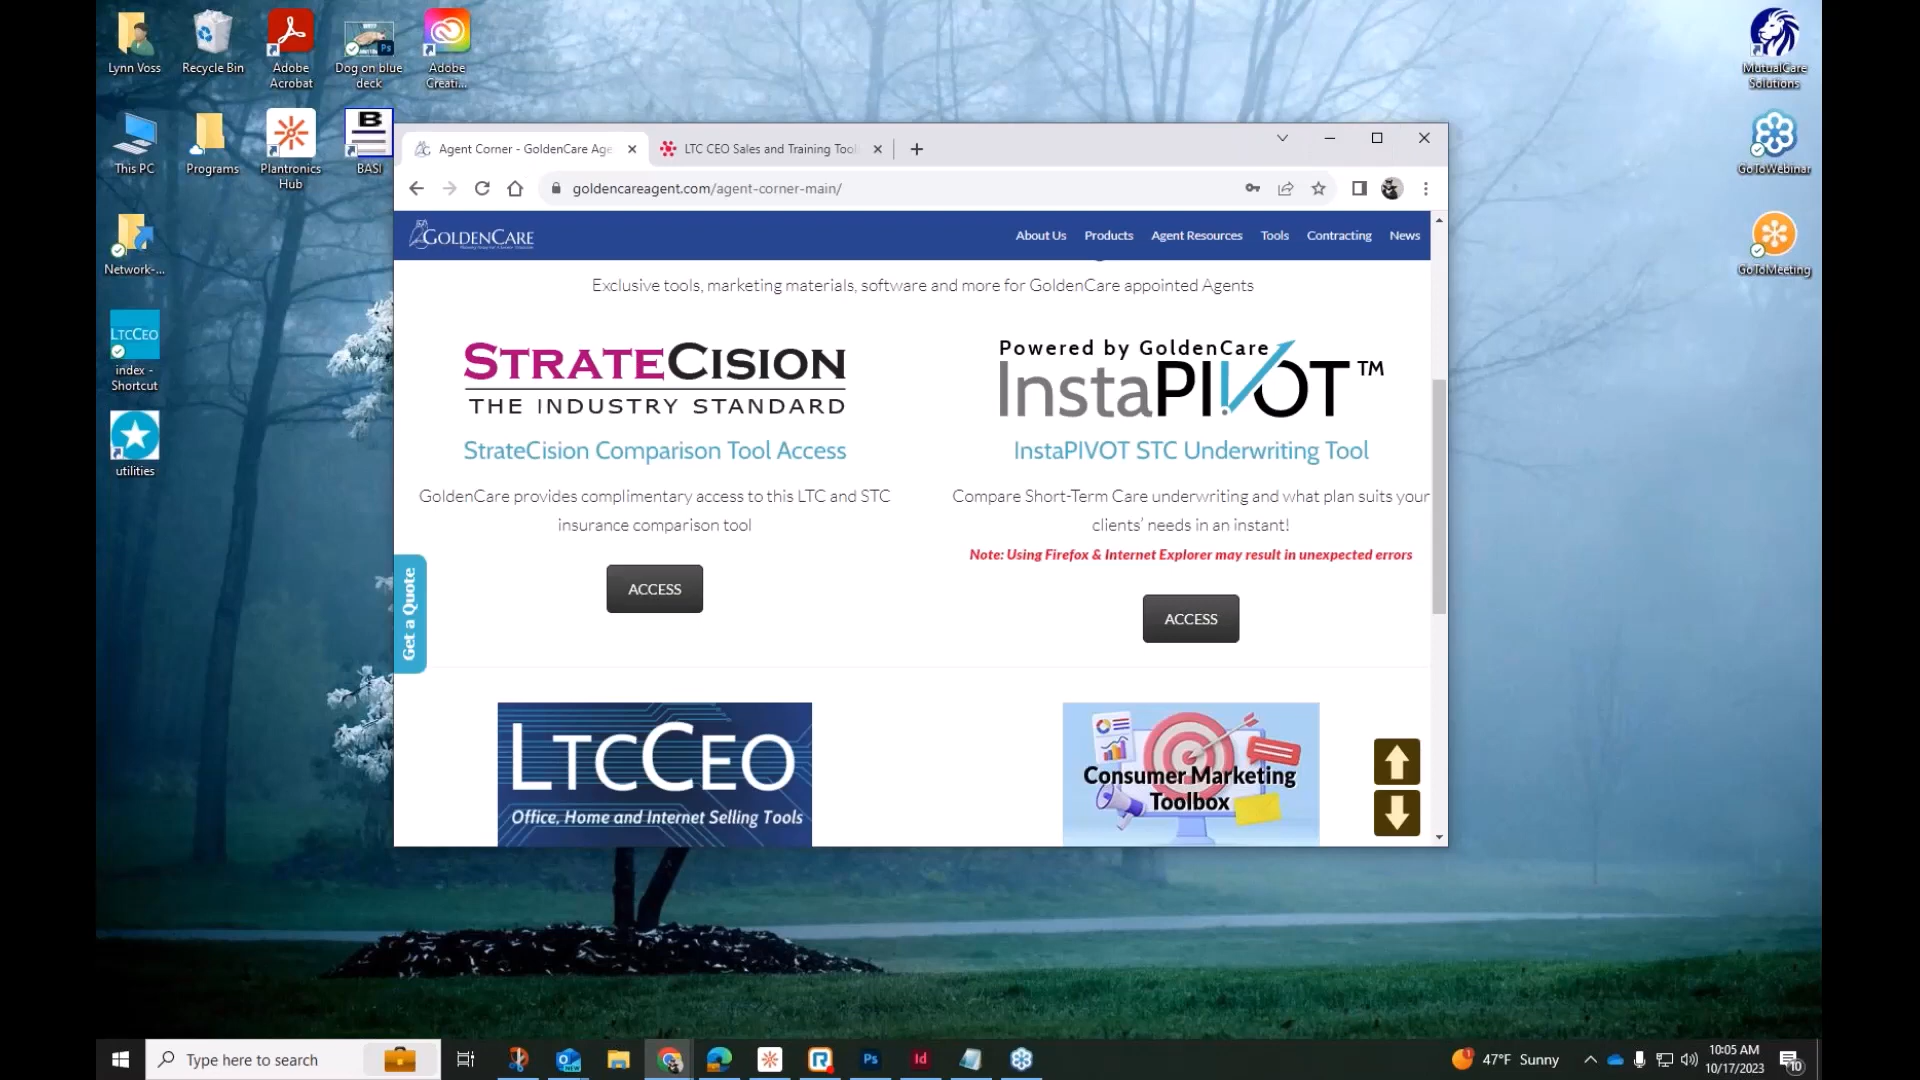 Lynn Voss
Recycle Bin
Adobe
Acrobat
Dog on blue
deck
Adobe
Creati...
MutualCare
Solutions
This PC
Programs
Plantronics
Hub
B
BASI
GoToWebinar
Network-...
GoToMeeting
LTCCEO
index -
Shortcut
utilities
Agent Corner - GoldenCare Age
LTC CEO Sales and Training Tool
goldencareagent.com/agent-corner-main/
GOLDENCARE
About Us
Products
Agent Resources
Tools
Contracting
News
Exclusive tools, marketing materials, software and more for GoldenCare appointed Agents
STRATECISION
THE INDUSTRY STANDARD
StrateCision Comparison Tool Access
GoldenCare provides complimentary access to this LTC and STC
insurance comparison tool
ACCESS
Powered by GoldenCare
InstaPIVOT™
InstaPIVOT STC Underwriting Tool
Compare Short-Term Care underwriting and what plan suits your
clients’ needs in an instant!
Note: Using Firefox & Internet Explorer may result in unexpected errors
ACCESS
Get a Quote
LTCCEO
Office, Home and Internet Selling Tools
Consumer Marketing
Toolbox
Type here to search
NEW
Ps
Id
47°F Sunny
10:05 AM
10/17/2023
10